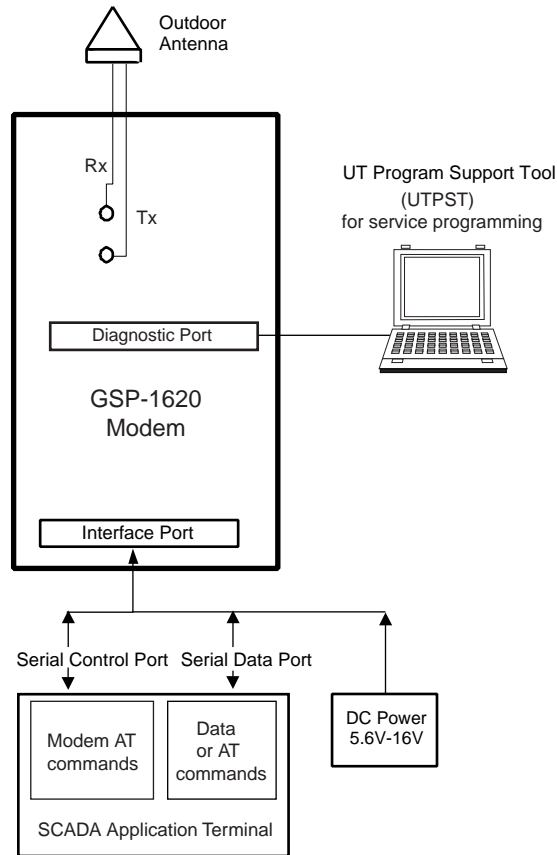 Outdoor
Antenna
Rx
Tx
UT Program Support Tool
(UTPST)
for service programming
Diagnostic Port
GSP-1620
Modem
Interface Port
Serial Control Port
Serial Data Port
Modem AT
commands
Data
or AT
commands
SCADA Application Terminal
DC Power
5.6V-16V